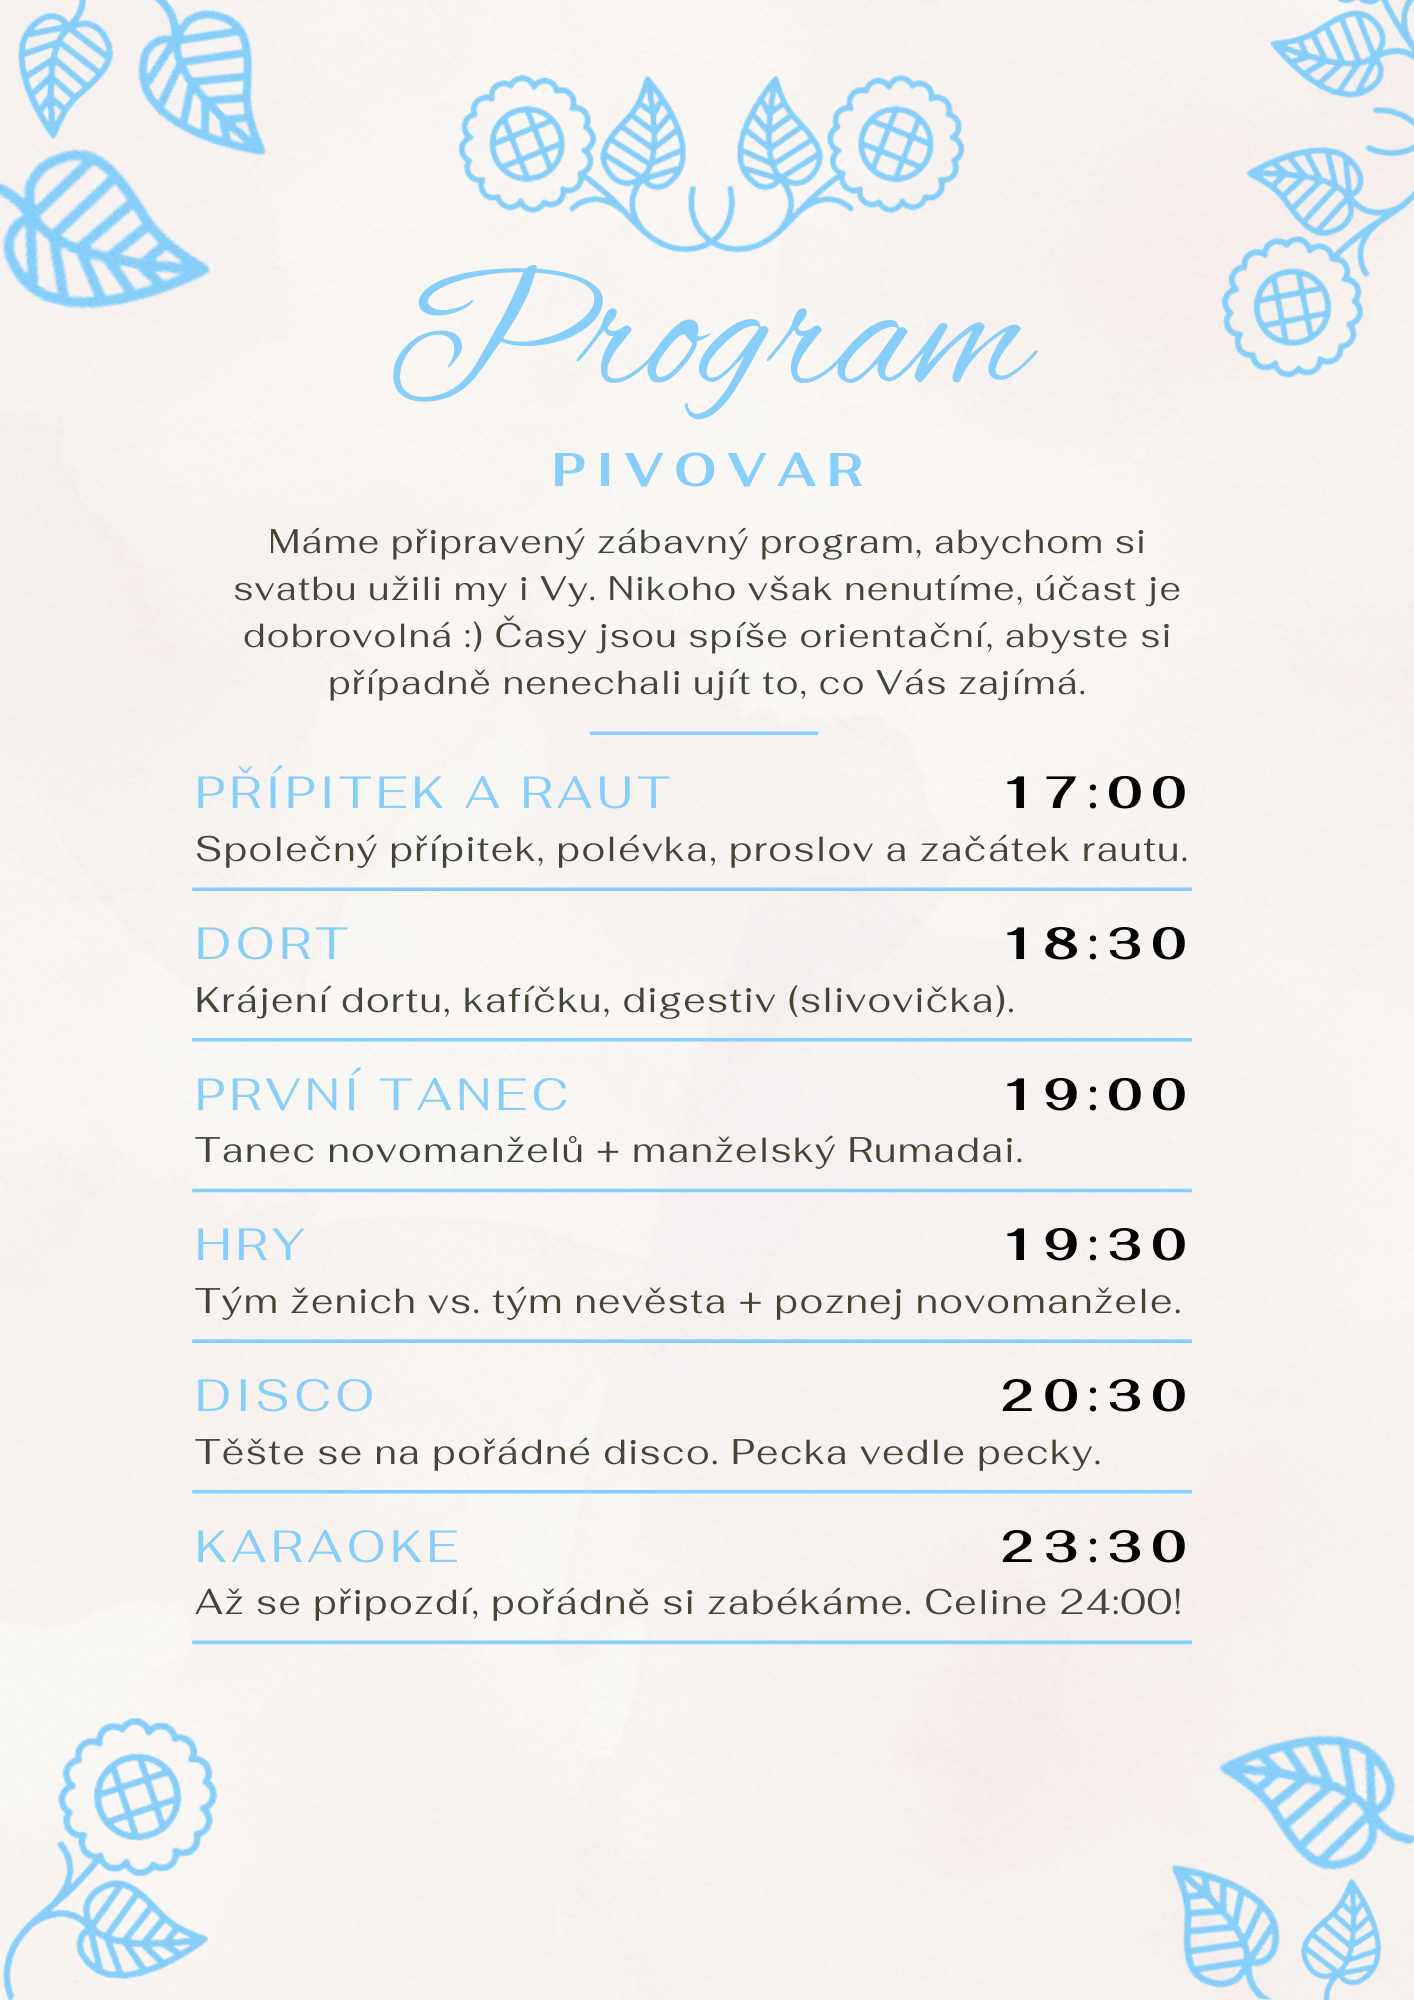 Program
PIVOVAR
Máme připravený zábavný program, abychom si
svatbu užili my i Vy. Nikoho však nenutíme, účast je
dobrovolná :) Časy jsou spíše orientační, abyste si
případně nenechali ujít to, co Vás zajímá.
PŘÍPITEK A RAUT 17:00
Společný přípitek, polévka, proslov a začátek rautu.
DORT 18:30
Krájení dortu, kafíčku, digestiv (slivovička).
PRVNÍ TANEC 19:00
Tanec novomanželů + manželský Rumadai.
HRY 19:30
Tým ženich vs. tým nevěsta + poznej novomanžele.
DISCO 20:30
Těšte se na pořádné disco. Pecka vedle pecky.
KARAOKE 23:30
Až se připozdí, pořádně si zabékáme. Celine 24:00!